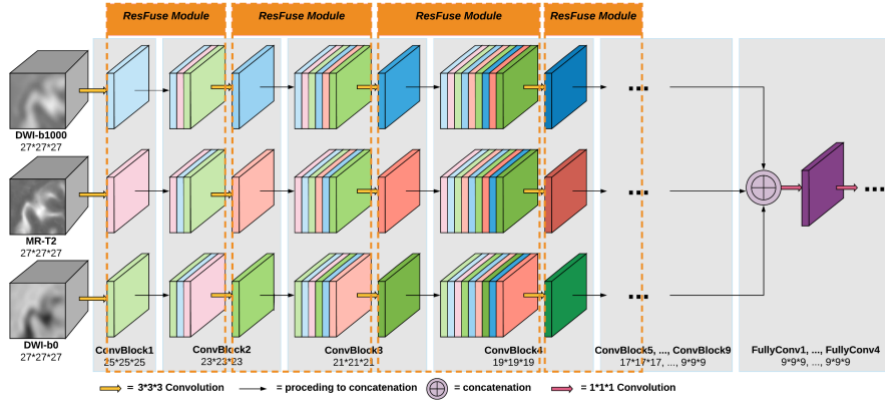 ResFuse Module
ResFuse Module
ResFuse Module
ResFuse Module
DWI-b1000
27*27*27
MR-T2
27*27*27
DWI-b0
27*27*27
ConvBlock1
25*25*25
ConvBlock2
23*23*23
ConvBlock3
21*21*21
ConvBlock4
19*19*19
ConvBlock5, ..., ConvBlock9
17*17*17, ..., 9*9*9
FullyConv1, ..., FullyConv4
9*9*9, ..., 9*9*9
= 3*3*3 Convolution
= proceding to concatenation
= concatenation
= 1*1*1 Convolution